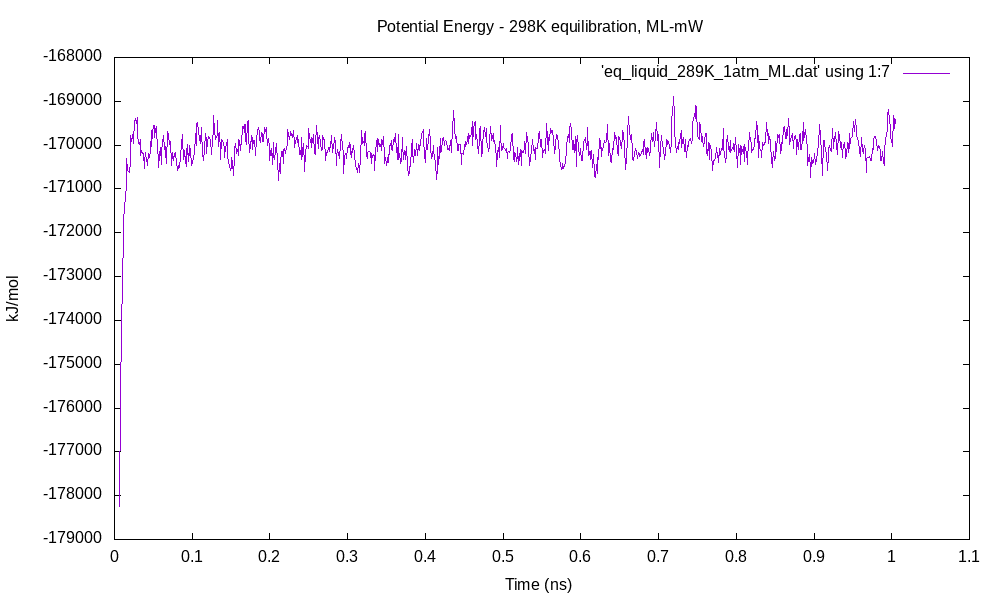 Potential Energy - 298K equilibration, ML-mW
'eq_liquid_289K_1atm_ML.dat' using 1:7
-168000
-169000
-170000
-171000
-172000
-173000
-174000
-175000
-176000
-177000
-178000
-179000
kJ/mol
0 0.1 0.2 0.3 0.4 0.5 0.6 0.7 0.8 0.9 1 1.1
Time (ns)